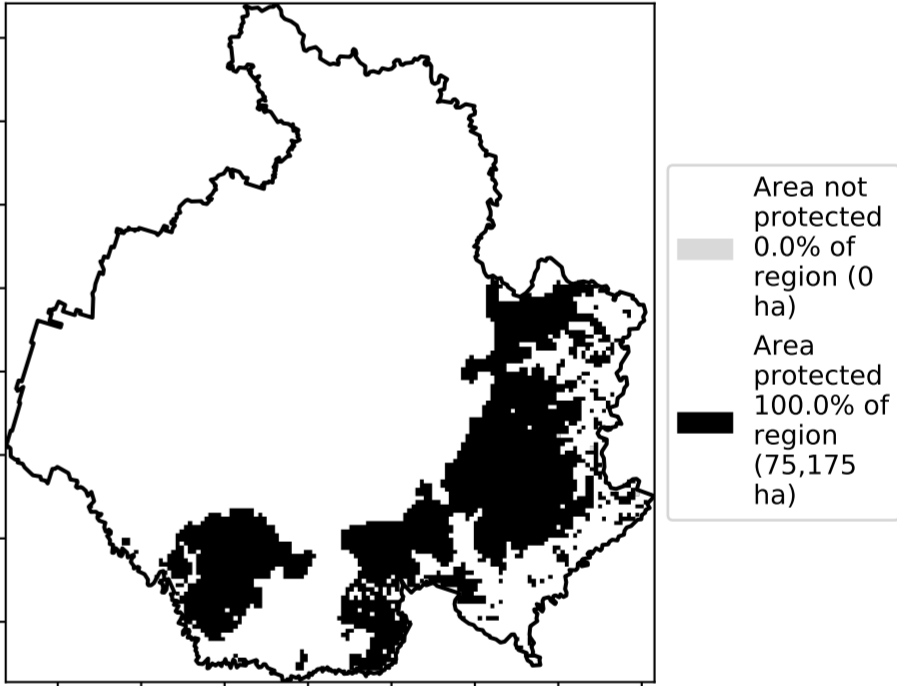 Area not
protected
0.0% of
region (0
ha)
Area
protected
100.0% of
region
(75,175
ha)